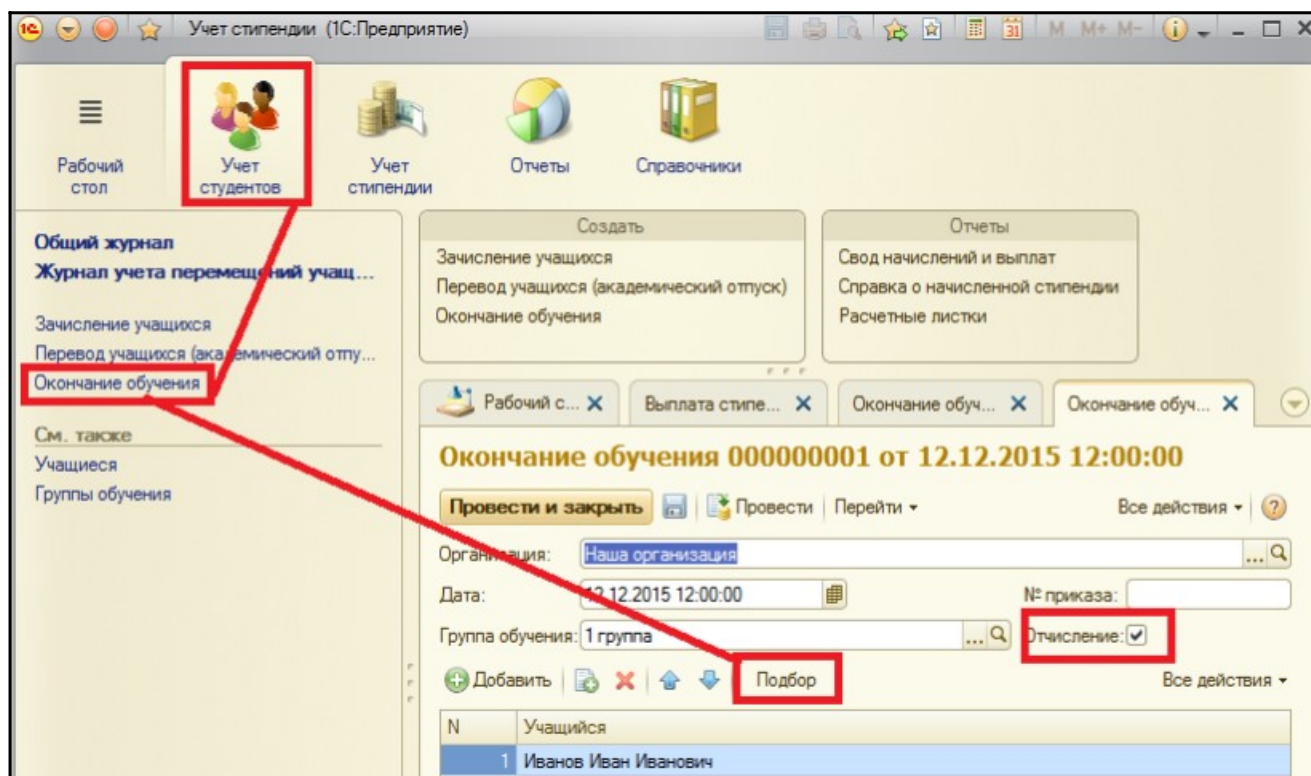 Учет стипендии (1С:Предприятие)
M M+ M-
31
Рабочий стол
Учет студентов
Учет стипендии
Отчеты
Справочники
Общий журнал
Журнал учета перемещений учащ...
Зачисление учащихся
Перевод учащихся (академический отпу...
Окончание обучения
См. также
Учащиеся
Группы обучения
Создать
Зачисление учащихся
Перевод учащихся (академический отпуск)
Окончание обучения
Отчеты
Свод начислений и выплат
Справка о начисленной стипендии
Расчетные листки
Рабочий с...
Выплата стипе...
Окончание обуч...
Окончание обуч...
Окончание обучения 000000001 от 12.12.2015 12:00:00
Провести и закрыть Провести Перейти Все действия
Организация: Наша организация ...
Дата: 12.12.2015 12:00:00 № приказа:
Группа обучения: 1 группа ... Отчисление:
Добавить Подбор Все действия
N Учащийся
1 Иванов Иван Иванович